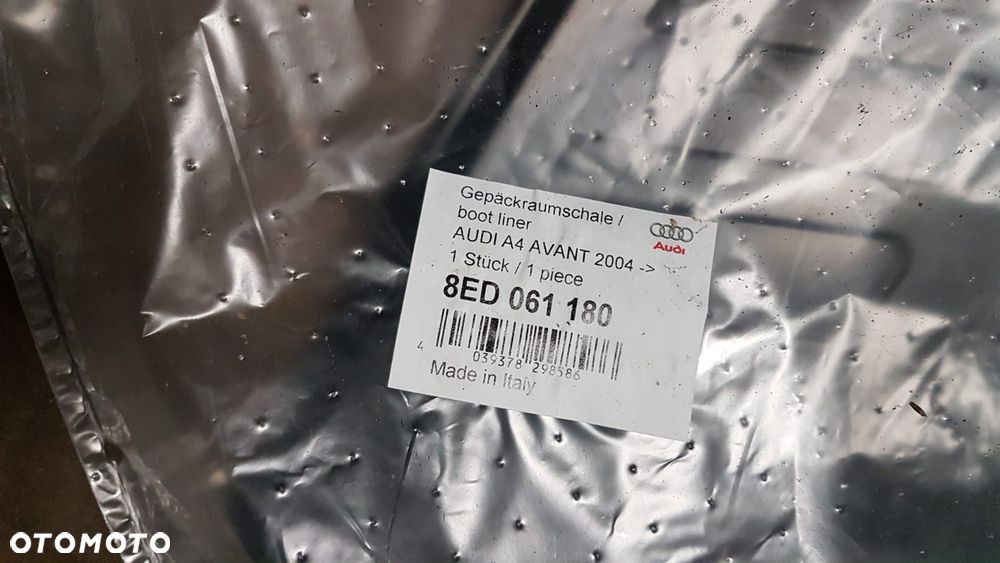 Gepäckraumschale /
boot liner
AUDI A4 AVANT 2004 ->
1 Stück / 1 piece
8ED 061 180
4 039378 298586
Made in Italy
Audi
OTOMOTO